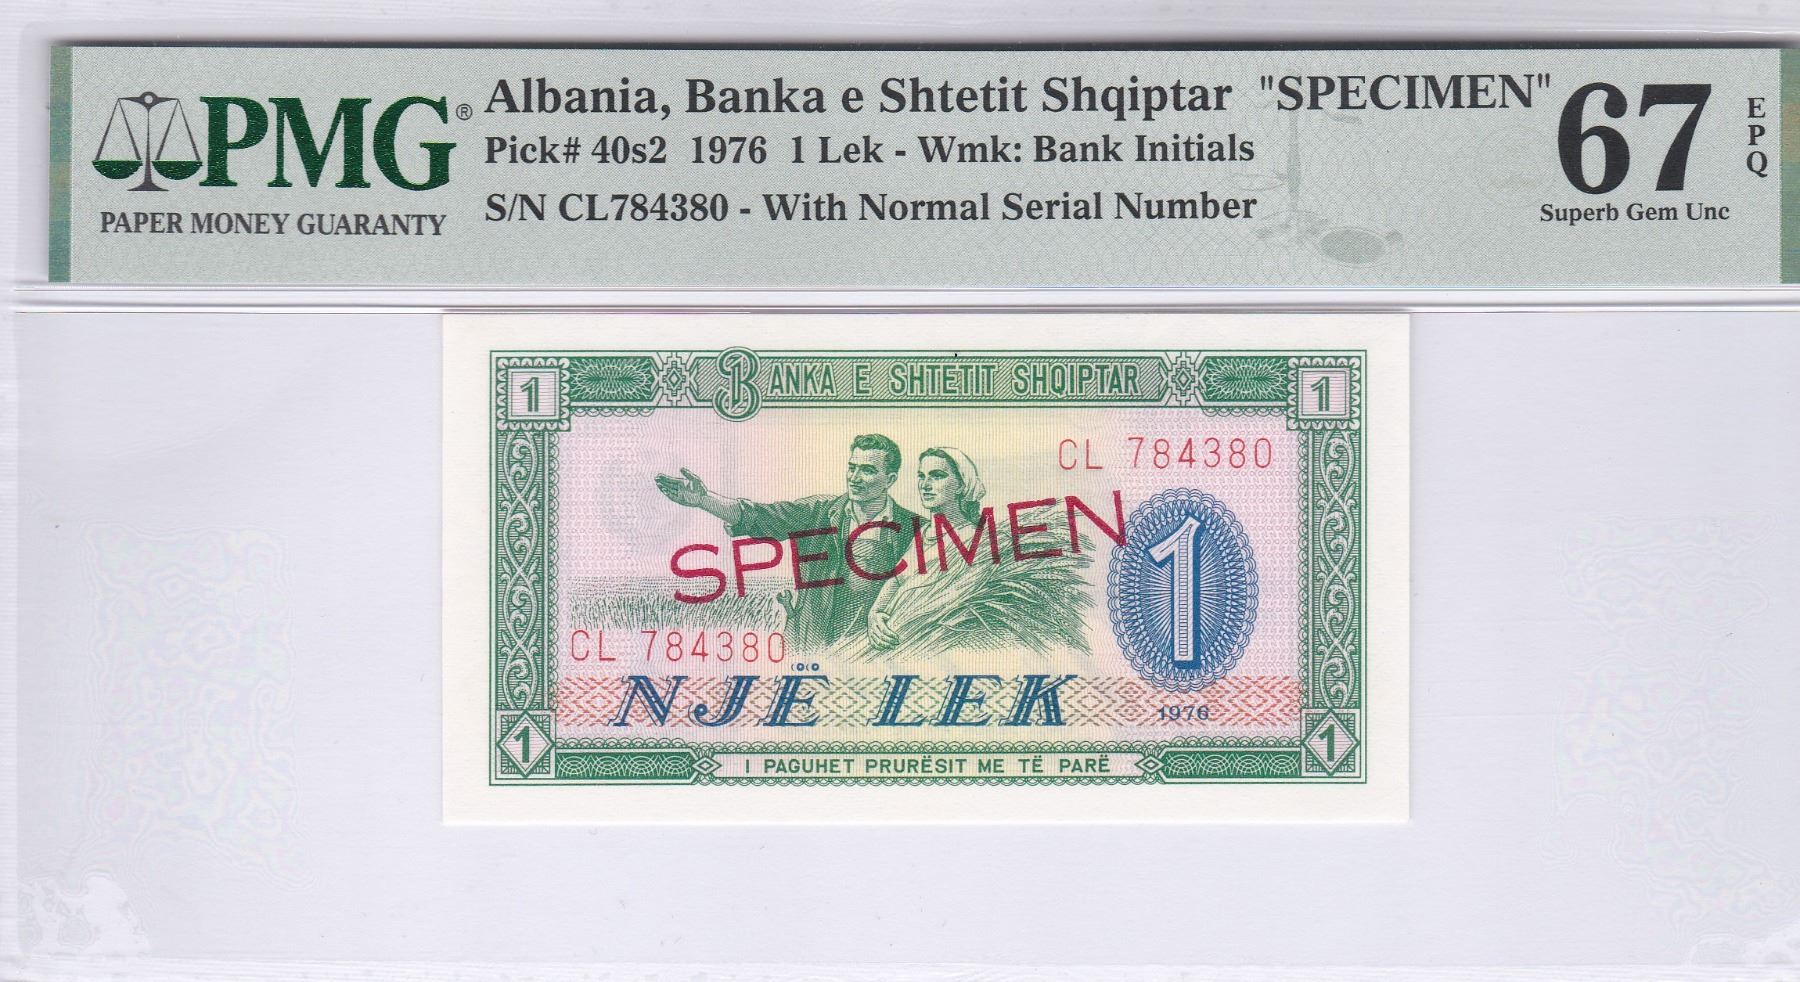 PMG®
PAPER MONEY GUARANTY
Albania, Banka e Shtetit Shqiptar "SPECIMEN"
Pick# 40s2 1976 1 Lek - Wmk: Bank Initials
S/N CL784380 - With Normal Serial Number
67
EPQ
Superb Gem Unc
1 BANKA E SHTETIT SHQIPTAR 1
CL 784380
SPECIMEN
1
CL 784380
NJE LEK
1976
1 I PAGUHET PRURËSIT ME TË PARË 1